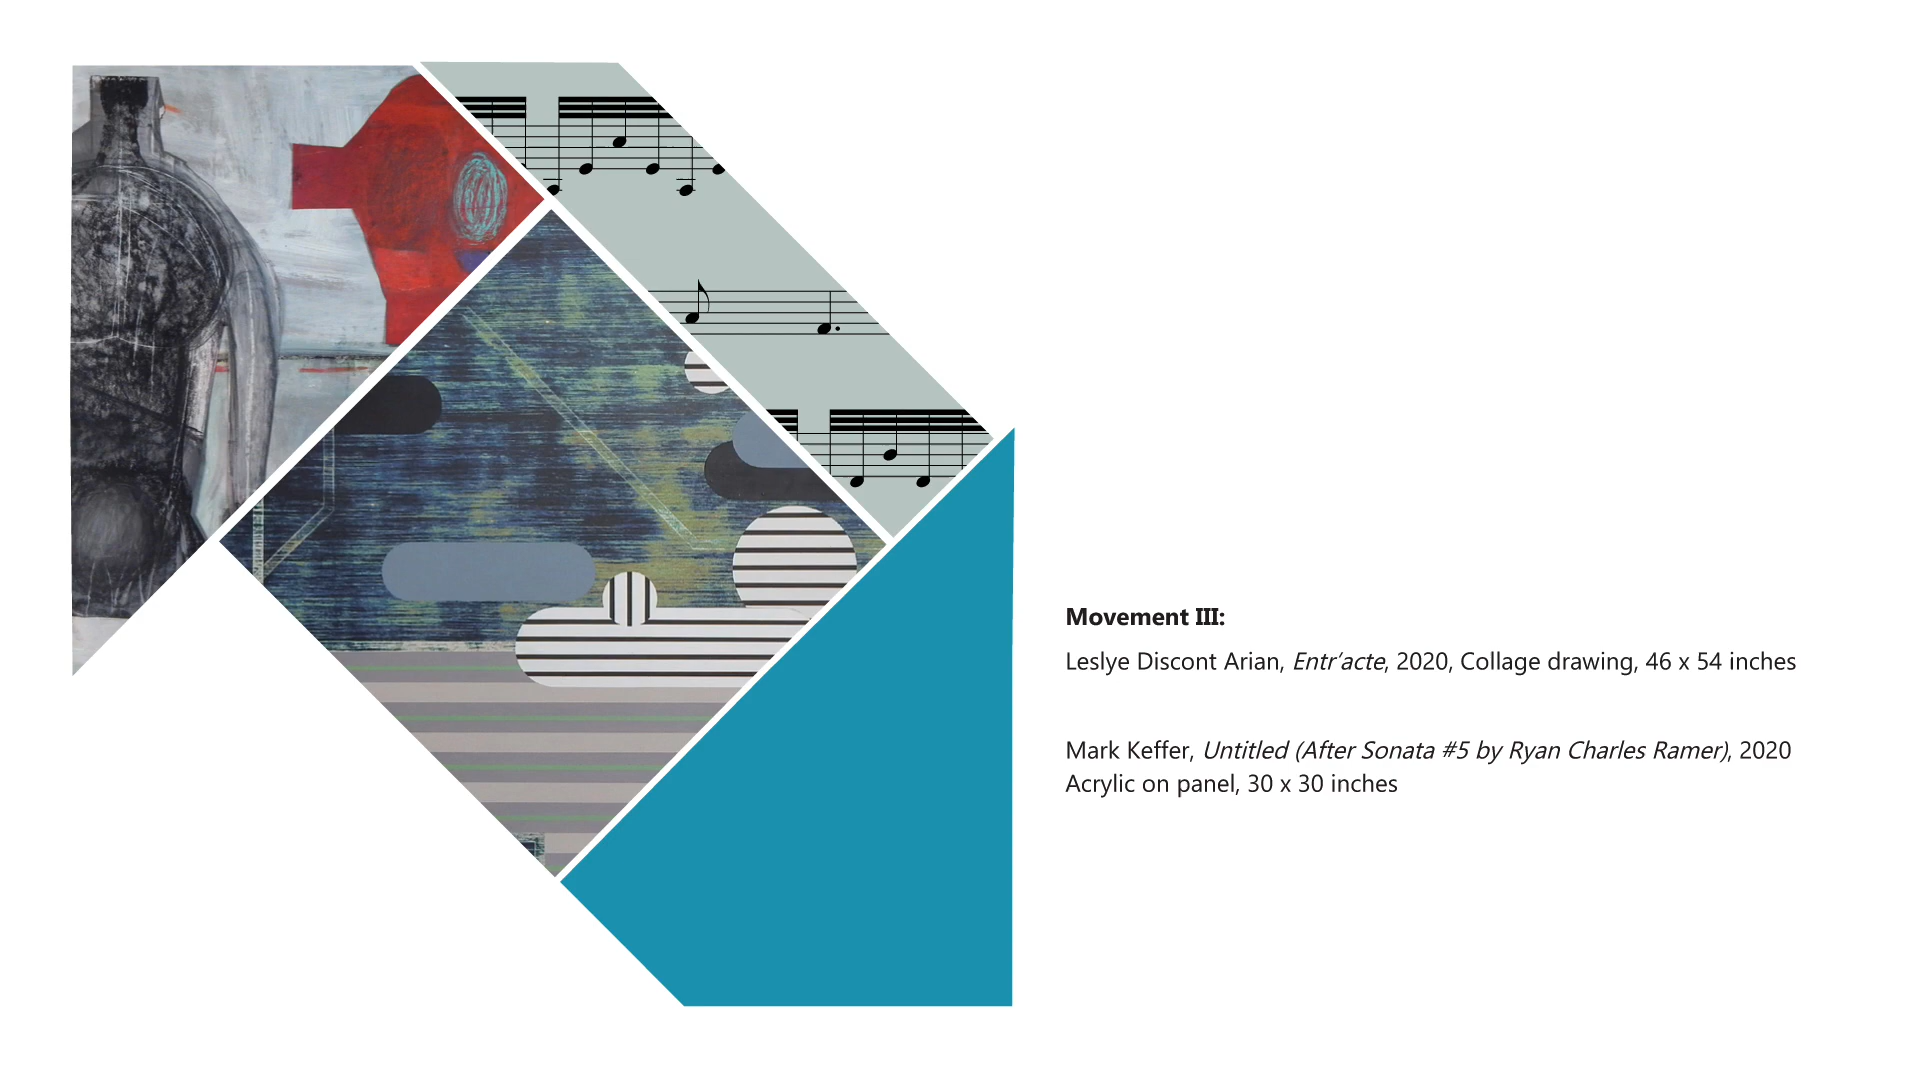 Movement III:
Leslye Discont Arian, Entr’acte, 2020, Collage drawing, 46 x 54 inches
Mark Keffer, Untitled (After Sonata #5 by Ryan Charles Ramer), 2020
Acrylic on panel, 30 x 30 inches